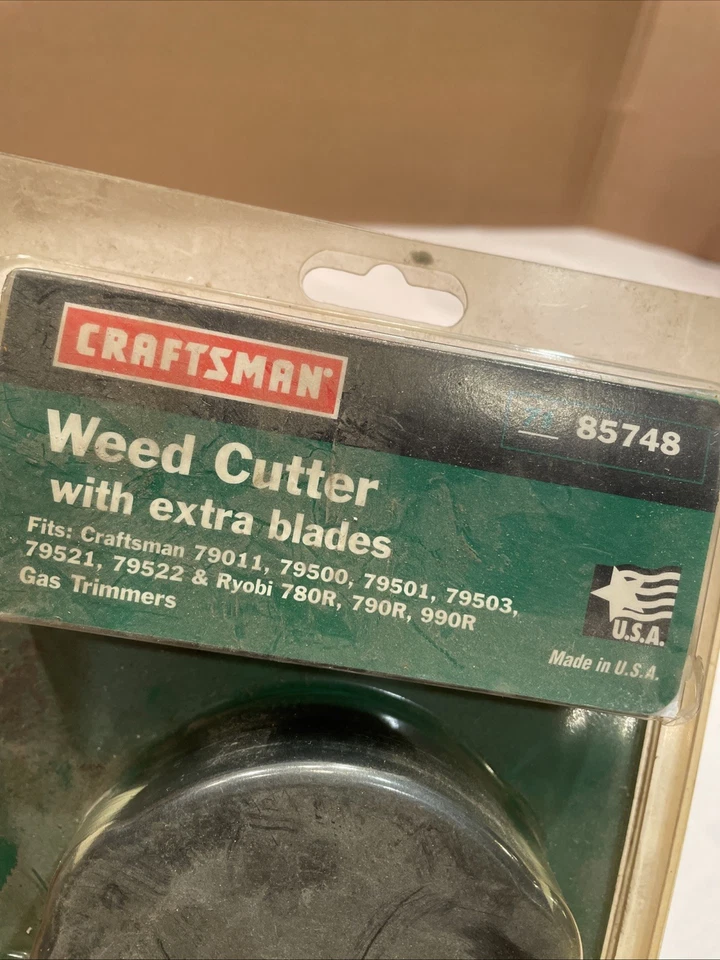 CRAFTSMAN
85748
Weed Cutter
with extra blades
Fits: Craftsman 79011, 79500, 79501, 79503,
79521, 79522 & Ryobi 780R, 790R, 990R
Gas Trimmers
U.S.A.
Made in U.S.A.